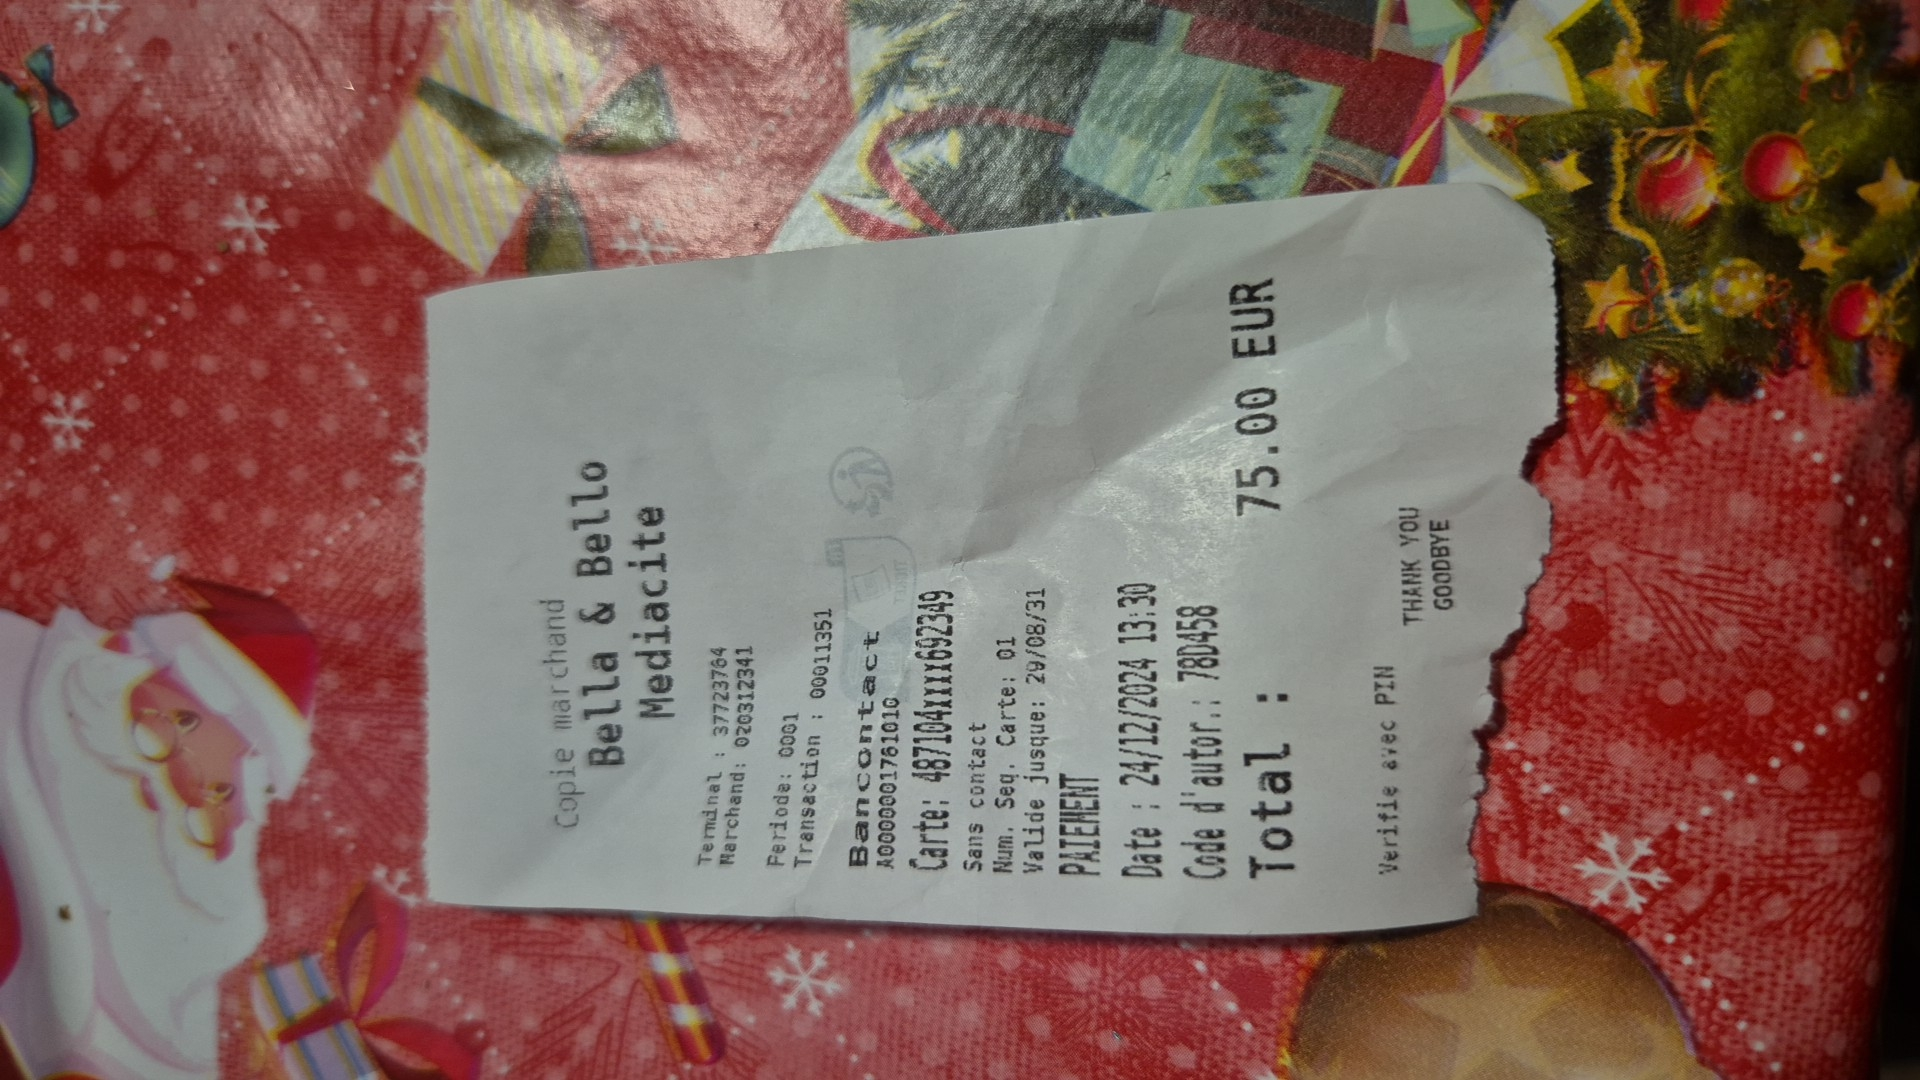 Copie marchand
Bella & Bello
Mediacite
Terminal : 37723764
Marchand: 020312341
Periode: 0001
Transaction : 00011351
Bancontact
A0000001761010
Carte: 487104xxxx692349
Sans contact
Num. Seq. Carte: 01
Valide jusque: 29/08/31
PAIEMENT
Date : 24/12/2024 13:30
Code d'autor.: 78D458
Total : 75.00 EUR
Verifie avec PIN
THANK YOU
GOODBYE